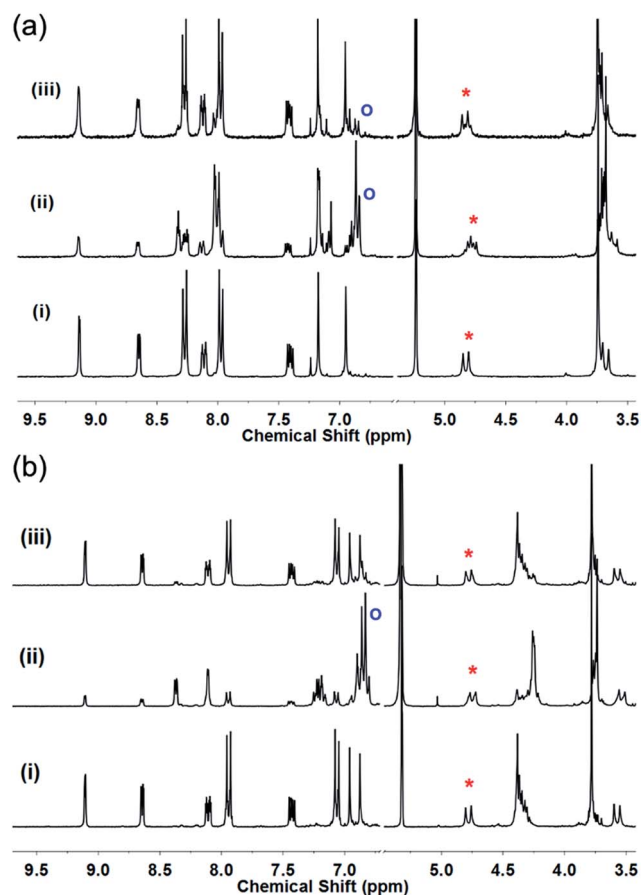 (a)
(iii)
O
*
(ii)
O
*
(i)
*
9.5 9.0 8.5 8.0 7.5 7.0 5.0 4.5 4.0 3.5
Chemical Shift (ppm)
(b)
(iii)
*
(ii)
O
*
(i)
*
9.5 9.0 8.5 8.0 7.5 7.0 5.0 4.5 4.0 3.5
Chemical Shift (ppm)